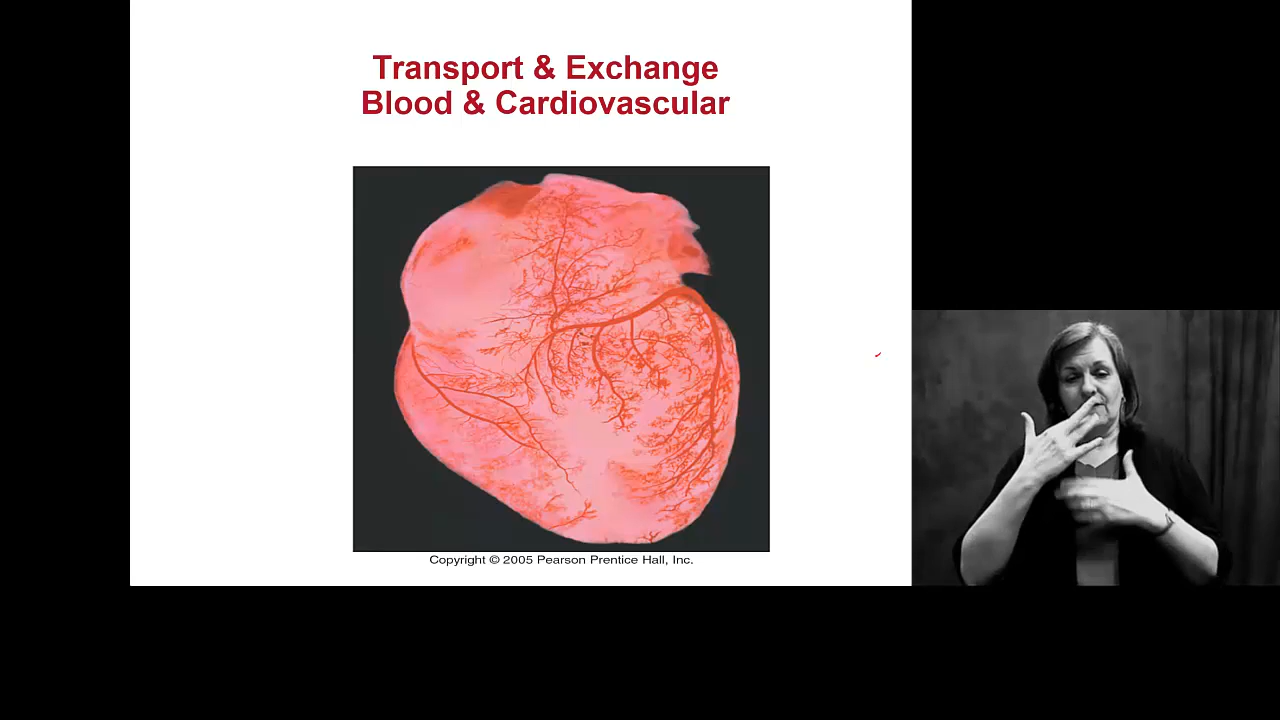 Transport & Exchange
Blood & Cardiovascular
Copyright © 2005 Pearson Prentice Hall, Inc.